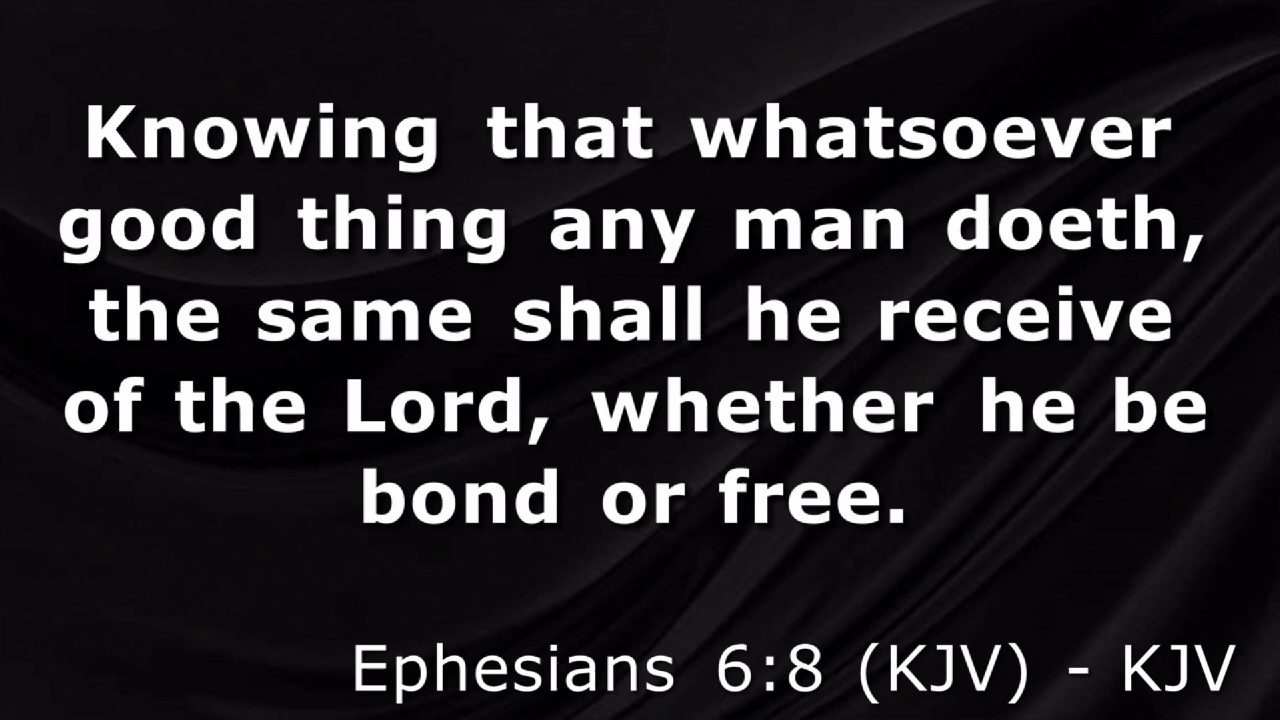 Knowing that whatsoever
good thing any man doeth,
the same shall he receive
of the Lord, whether he be
bond or free.
Ephesians 6:8 (KJV) - KJV